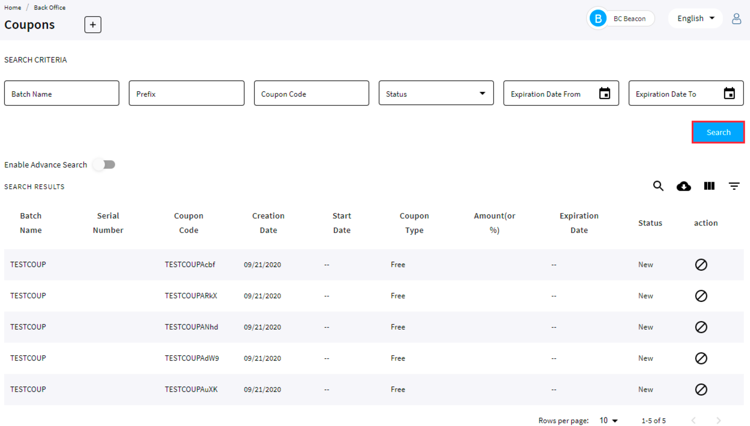 Home / Back Office
Coupons +
B BC Beacon
English
SEARCH CRITERIA
Batch Name
Prefix
Coupon Code
Status
Expiration Date From
Expiration Date To
Search
Enable Advance Search
SEARCH RESULTS
Batch Name
Serial Number
Coupon Code
Creation Date
Start Date
Coupon Type
Amount(or %)
Expiration Date
Status
action
TESTCOUP TESTCOUPAcbf 09/21/2020 -- Free -- New
TESTCOUP TESTCOUPARkX 09/21/2020 -- Free -- New
TESTCOUP TESTCOUPANhd 09/21/2020 -- Free -- New
TESTCOUP TESTCOUPAdW9 09/21/2020 -- Free -- New
TESTCOUP TESTCOUPAuXK 09/21/2020 -- Free -- New
Rows per page: 10 1-5 of 5